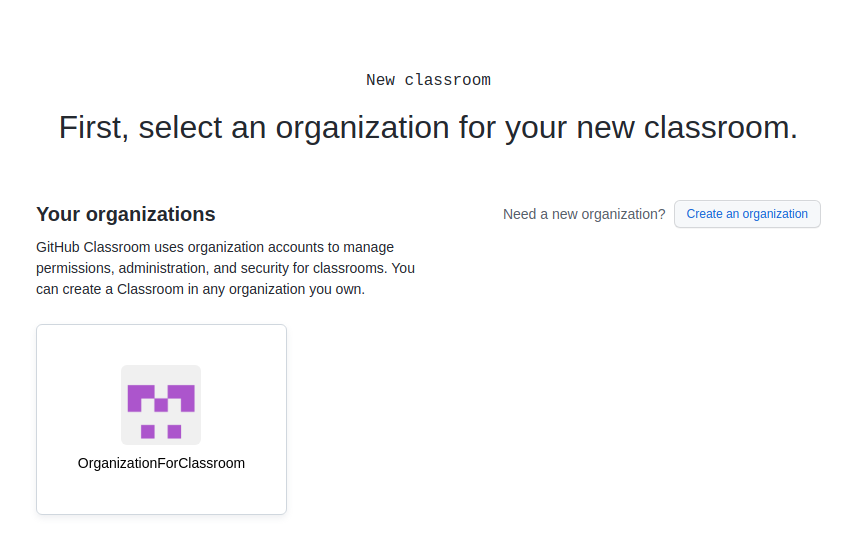 New classroom
First, select an organization for your new classroom.
Your organizations
Need a new organization? Create an organization
GitHub Classroom uses organization accounts to manage
permissions, administration, and security for classrooms. You
can create a Classroom in any organization you own.
OrganizationForClassroom